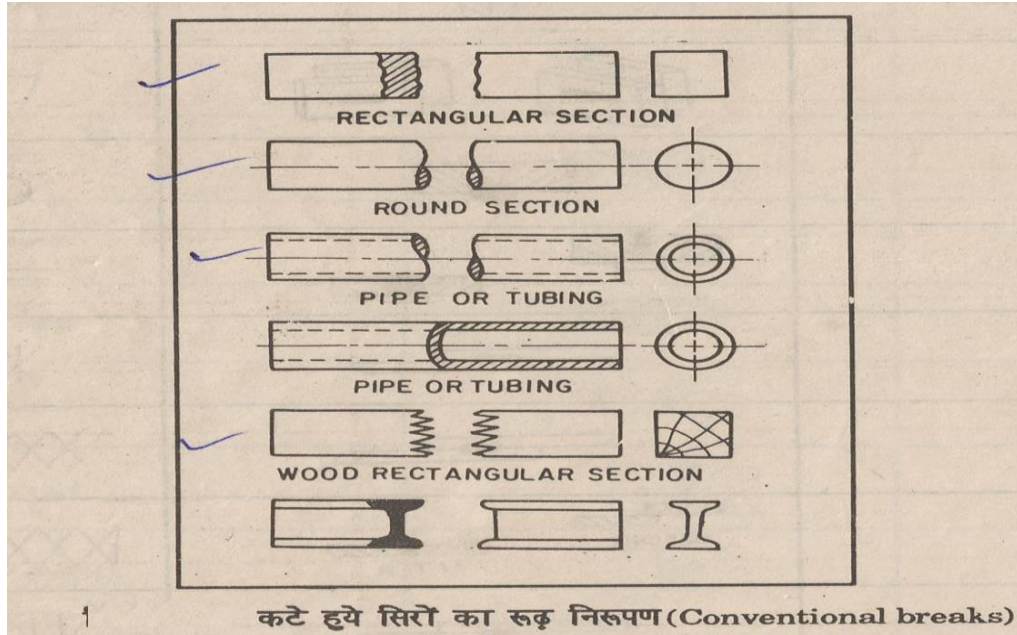 RECTANGULAR SECTION
ROUND SECTION
PIPE OR TUBING
PIPE OR TUBING
WOOD RECTANGULAR SECTION
1 कटे हुये सिरों का रूढ़ निरूपण (Conventional breaks)